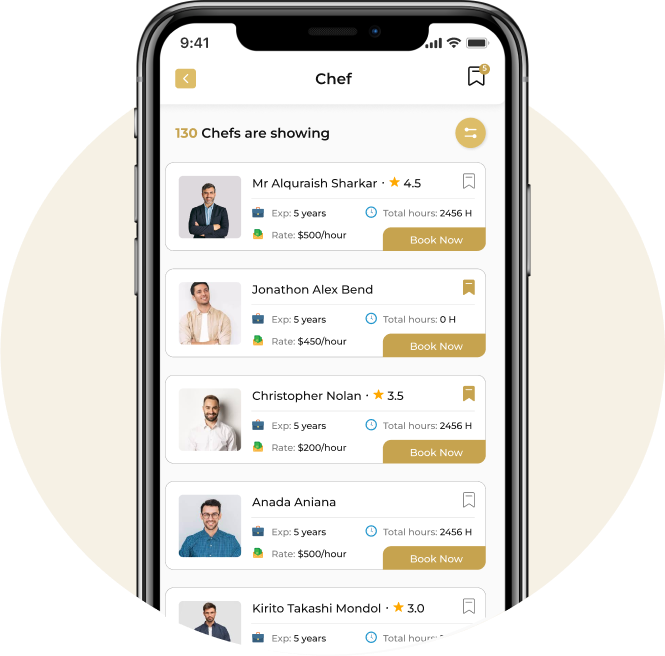 9:41
Chef
5
130 Chefs are showing
Mr Alquraish Sharkar · 4.5
Exp: 5 years Total hours: 2456 H
Rate: $500/hour
Book Now
Jonathon Alex Bend
Exp: 5 years Total hours: 0 H
Rate: $450/hour
Book Now
Christopher Nolan · 3.5
Exp: 5 years Total hours: 2456 H
Rate: $200/hour
Book Now
Anada Aniana
Exp: 5 years Total hours: 2456 H
Rate: $500/hour
Book Now
Kirito Takashi Mondol · 3.0
Exp: 5 years Total hours: